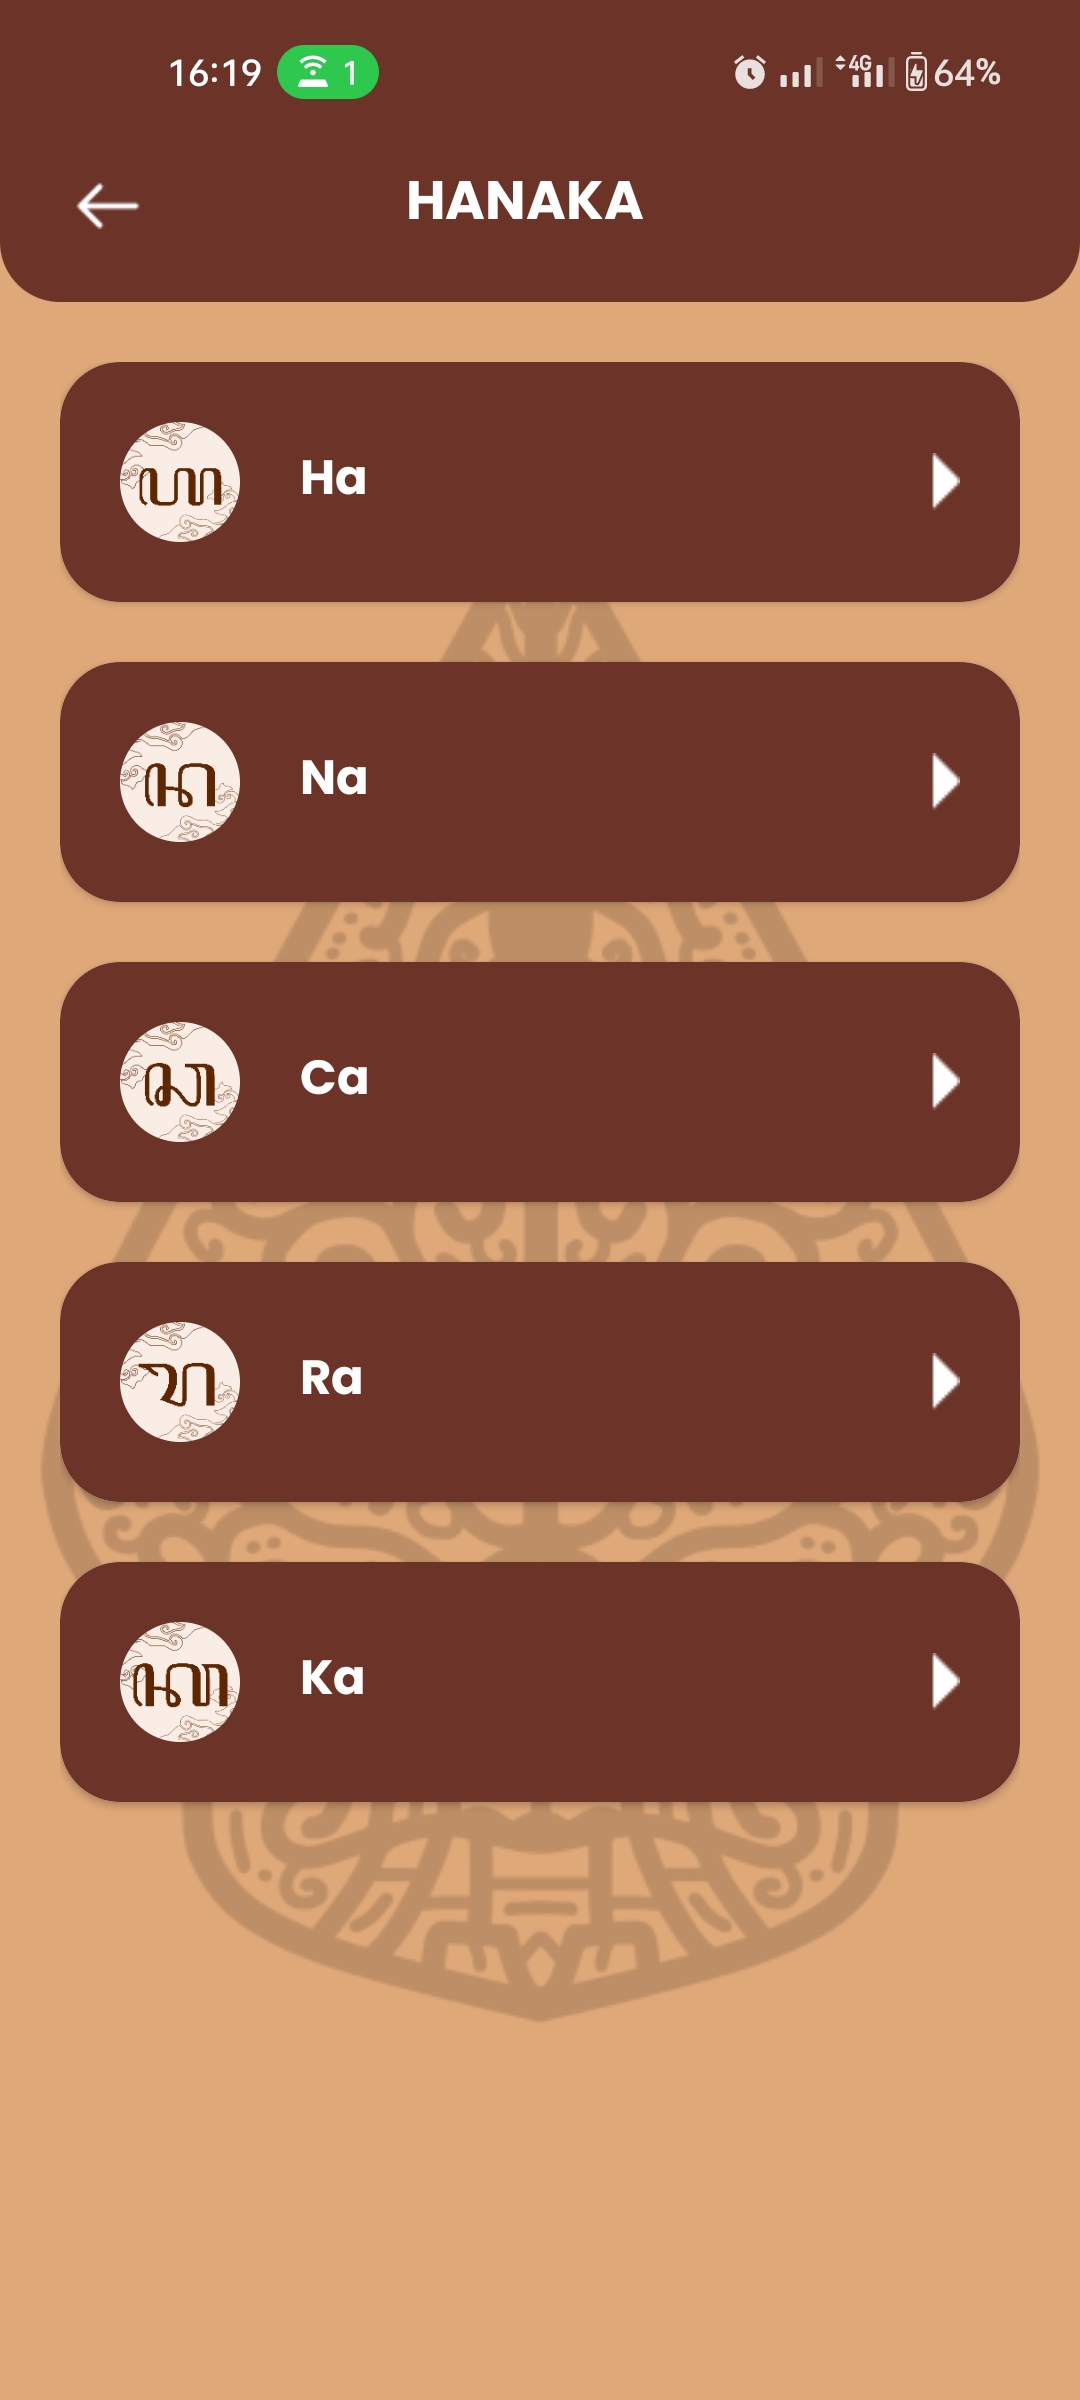 16:19 1 4G 64%
HANAKA
ꦲ Ha
ꦤ Na
ꦕ Ca
ꦫ Ra
ꦏ Ka